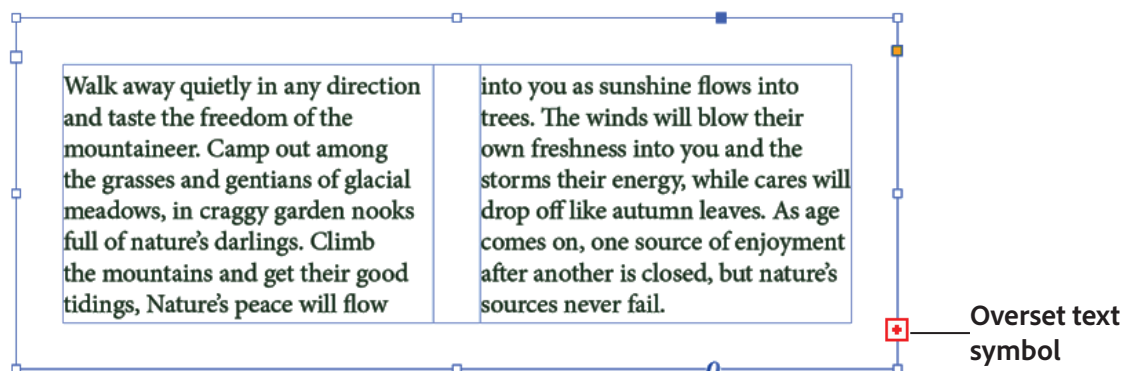 Walk away quietly in any direction
and taste the freedom of the
mountaineer. Camp out among
the grasses and gentians of glacial
meadows, in craggy garden nooks
full of nature’s darlings. Climb
the mountains and get their good
tidings, Nature’s peace will flow
into you as sunshine flows into
trees. The winds will blow their
own freshness into you and the
storms their energy, while cares will
drop off like autumn leaves. As age
comes on, one source of enjoyment
after another is closed, but nature’s
sources never fail.
Overset text
symbol